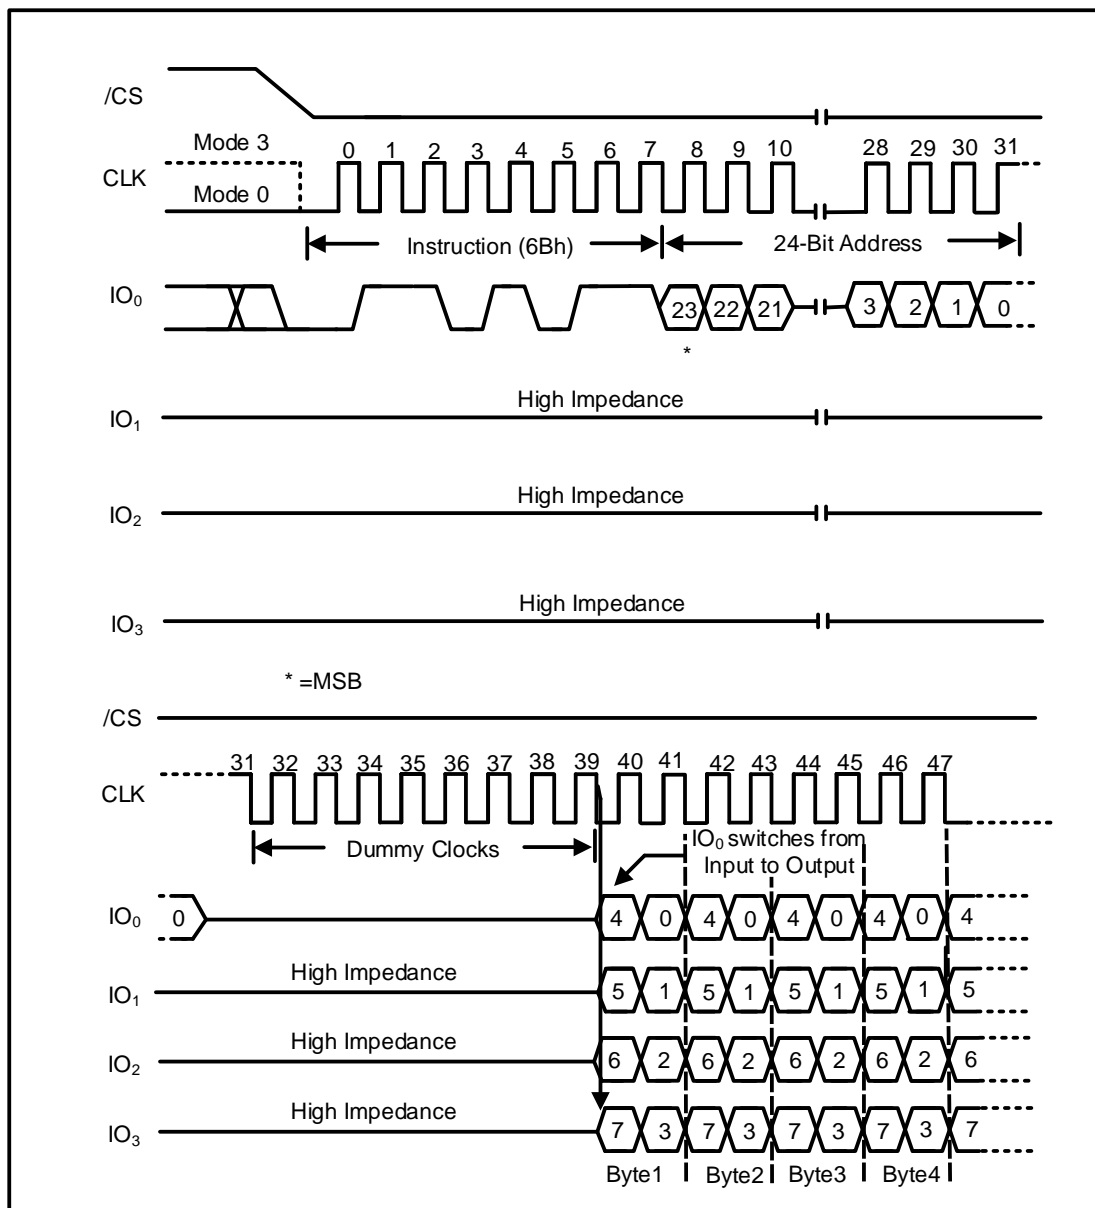 /CS
Mode 3
0 1 2 3 4 5 6 7 8 9 10 28 29 30 31
CLK
Mode 0
Instruction (6Bh) 24-Bit Address
IO₀ 23 22 21 3 2 1 0
*
High Impedance
IO₁
High Impedance
IO₂
High Impedance
IO₃
* =MSB
/CS
31 32 33 34 35 36 37 38 39 40 41 42 43 44 45 46 47
CLK
Dummy Clocks
IO₀ switches from
Input to Output
IO₀ 0 4 0 4 0 4 0 4 0 4
High Impedance
IO₁ 5 1 5 1 5 1 5 1 5
High Impedance
IO₂ 6 2 6 2 6 2 6 2 6
High Impedance
IO₃ 7 3 7 3 7 3 7 3 7
Byte1 Byte2 Byte3 Byte4